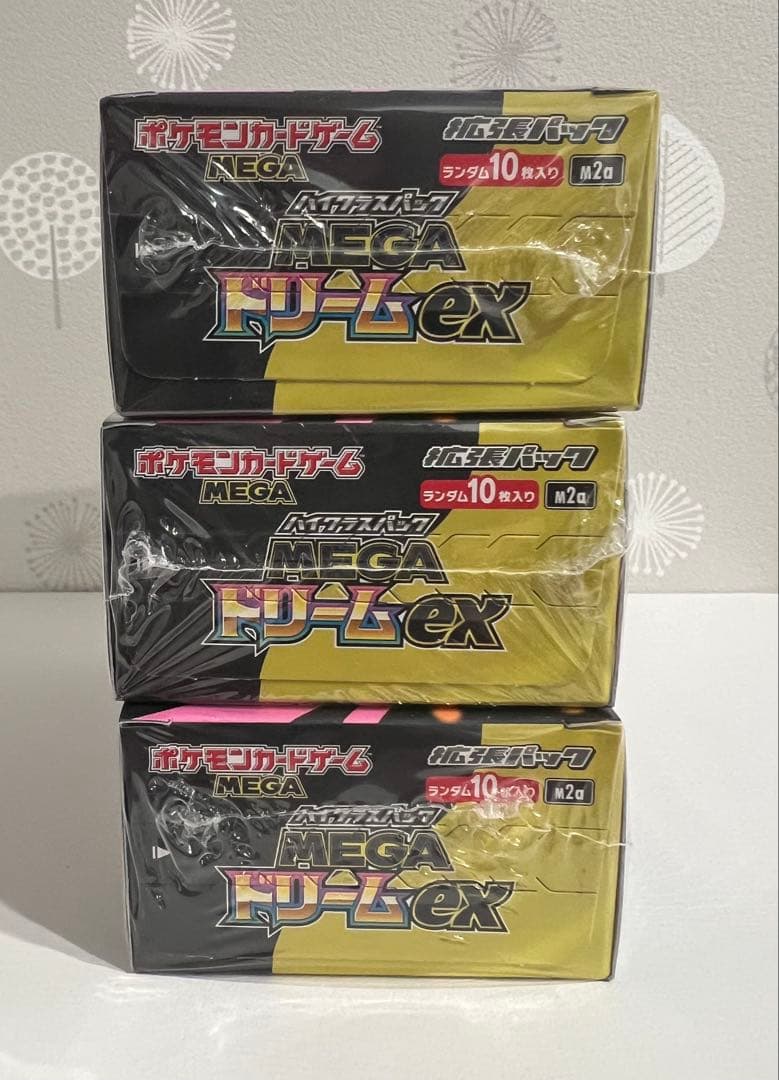 ポケモンカードゲーム
MEGA
拡張パック
ランダム10枚入り M2a
ハイクラスパック
MEGA
ドリームex
ポケモンカードゲーム
MEGA
拡張パック
ランダム10枚入り M2a
ハイクラスパック
MEGA
ドリームex
ポケモンカードゲーム
MEGA
拡張パック
ランダム10枚入り M2a
ハイクラスパック
MEGA
ドリームex